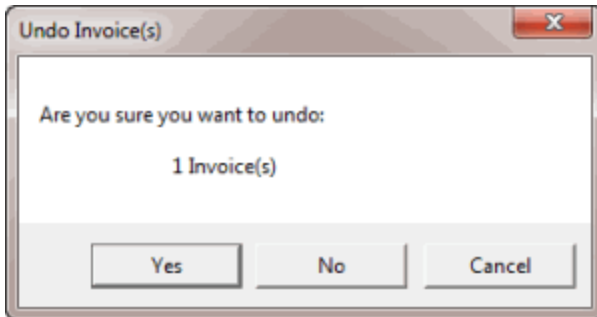 Undo Invoice(s)
Are you sure you want to undo:
1 Invoice(s)
Yes No Cancel